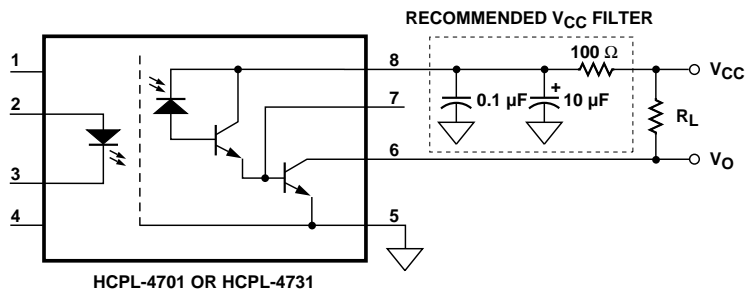 RECOMMENDED VCC FILTER
100 Ω
1
8
VCC
2
7
0.1 µF
+
10 µF
RL
3
6
VO
4
5
HCPL-4701 OR HCPL-4731